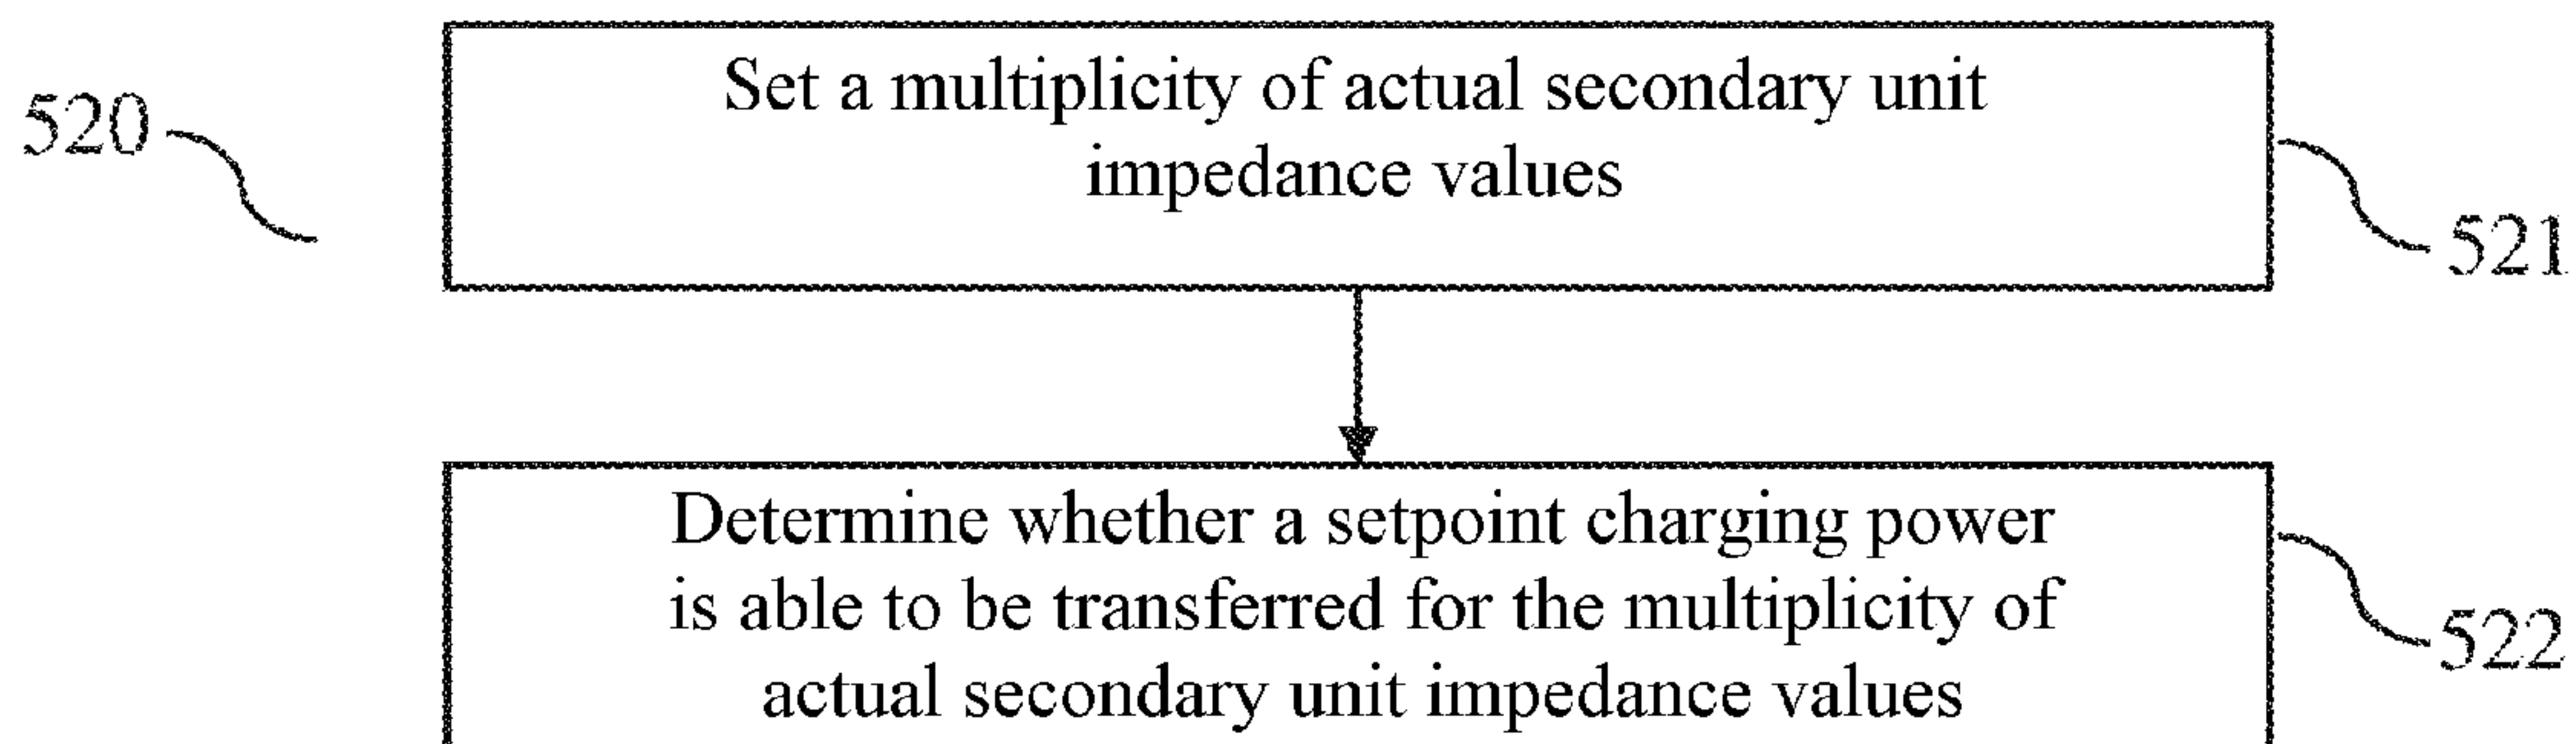 Set a multiplicity of actual secondary unit
impedance values
520
521
Determine whether a setpoint charging power
is able to be transferred for the multiplicity of
actual secondary unit impedance values
522